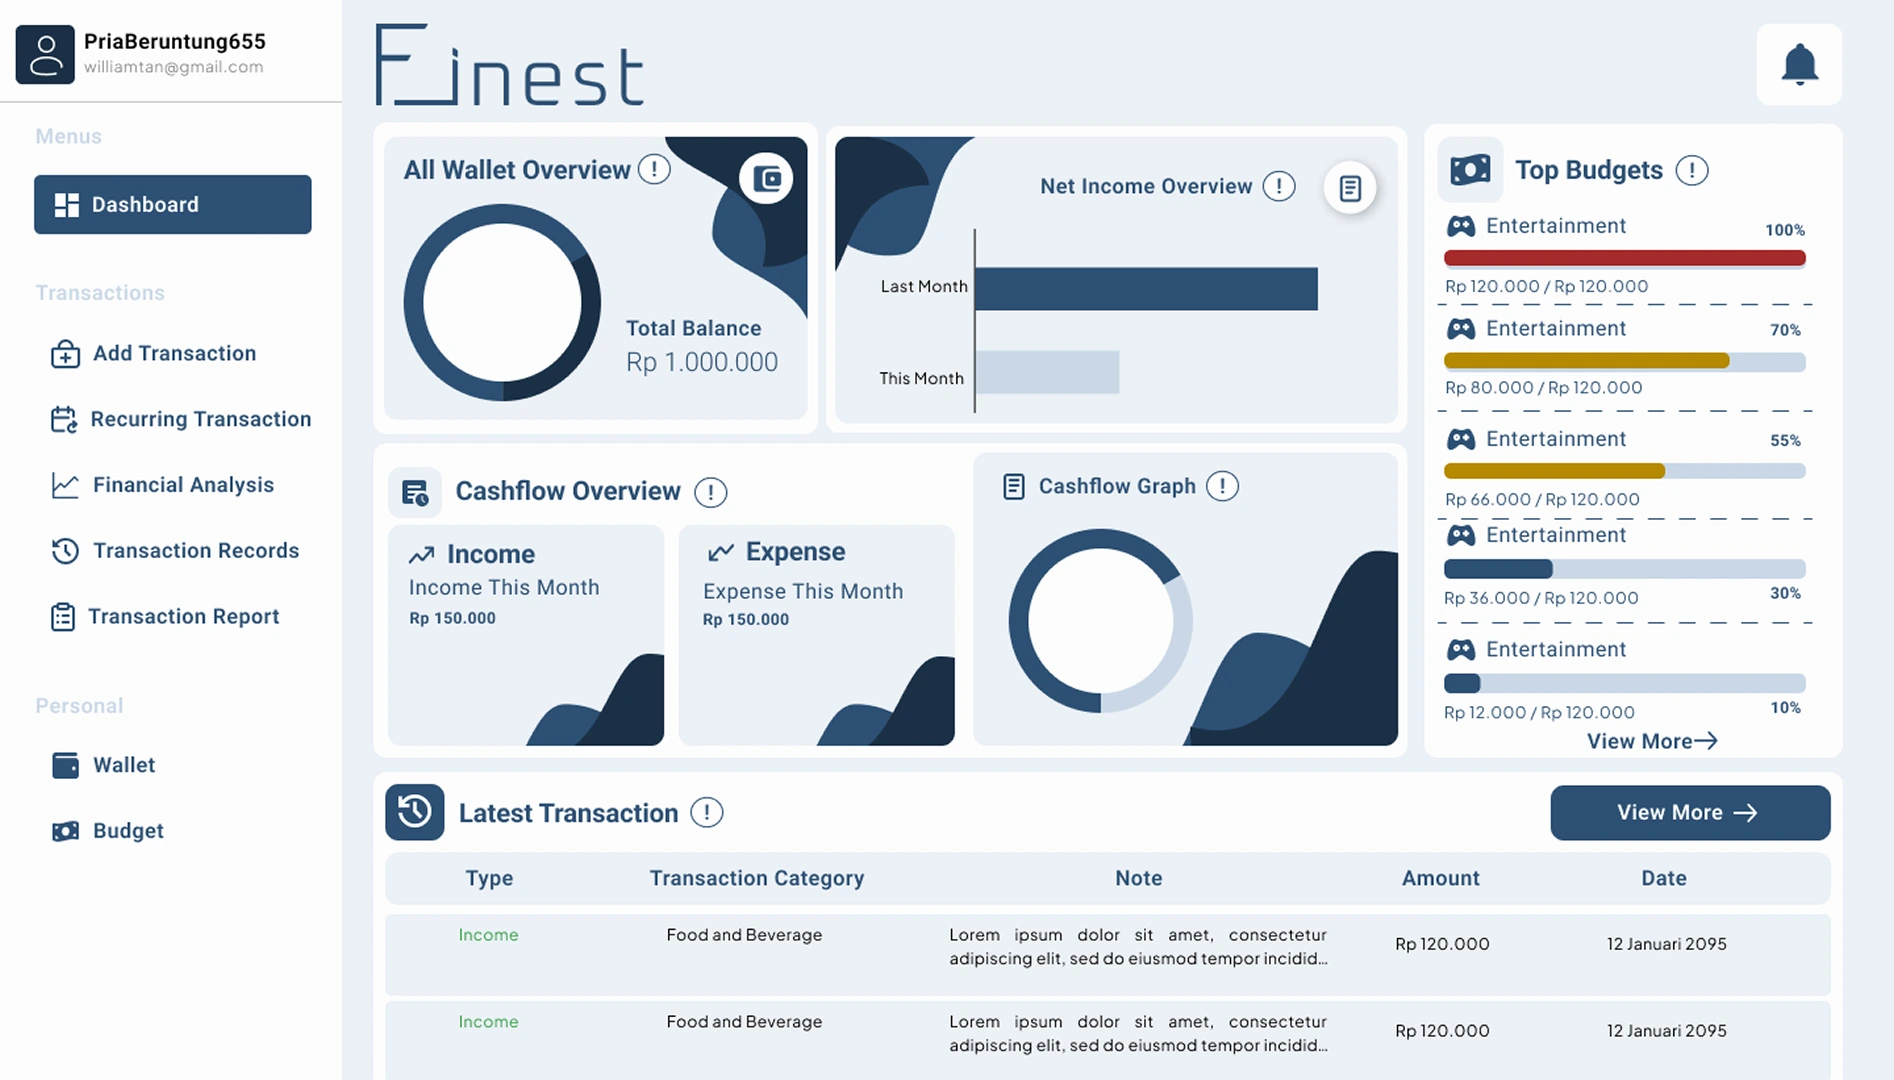 PriaBeruntung655
williamtan@gmail.com
Menus
Dashboard
Transactions
Add Transaction
Recurring Transaction
Financial Analysis
Transaction Records
Transaction Report
Personal
Wallet
Budget
Finest
All Wallet Overview !
Total Balance
Rp 1.000.000
Net Income Overview !
Last Month
This Month
Top Budgets !
Entertainment
100%
Rp 120.000 / Rp 120.000
Entertainment
70%
Rp 80.000 / Rp 120.000
Entertainment
55%
Rp 66.000 / Rp 120.000
Entertainment
Rp 36.000 / Rp 120.000
30%
Entertainment
Rp 12.000 / Rp 120.000
10%
View More→
Cashflow Overview !
Income
Income This Month
Rp 150.000
Expense
Expense This Month
Rp 150.000
Cashflow Graph !
Latest Transaction !
View More →
Type Transaction Category Note Amount Date
Income Food and Beverage Lorem ipsum dolor sit amet, consectetur Rp 120.000 12 Januari 2095
adipiscing elit, sed do eiusmod tempor incidid...
Income Food and Beverage Lorem ipsum dolor sit amet, consectetur Rp 120.000 12 Januari 2095
adipiscing elit, sed do eiusmod tempor incidid...